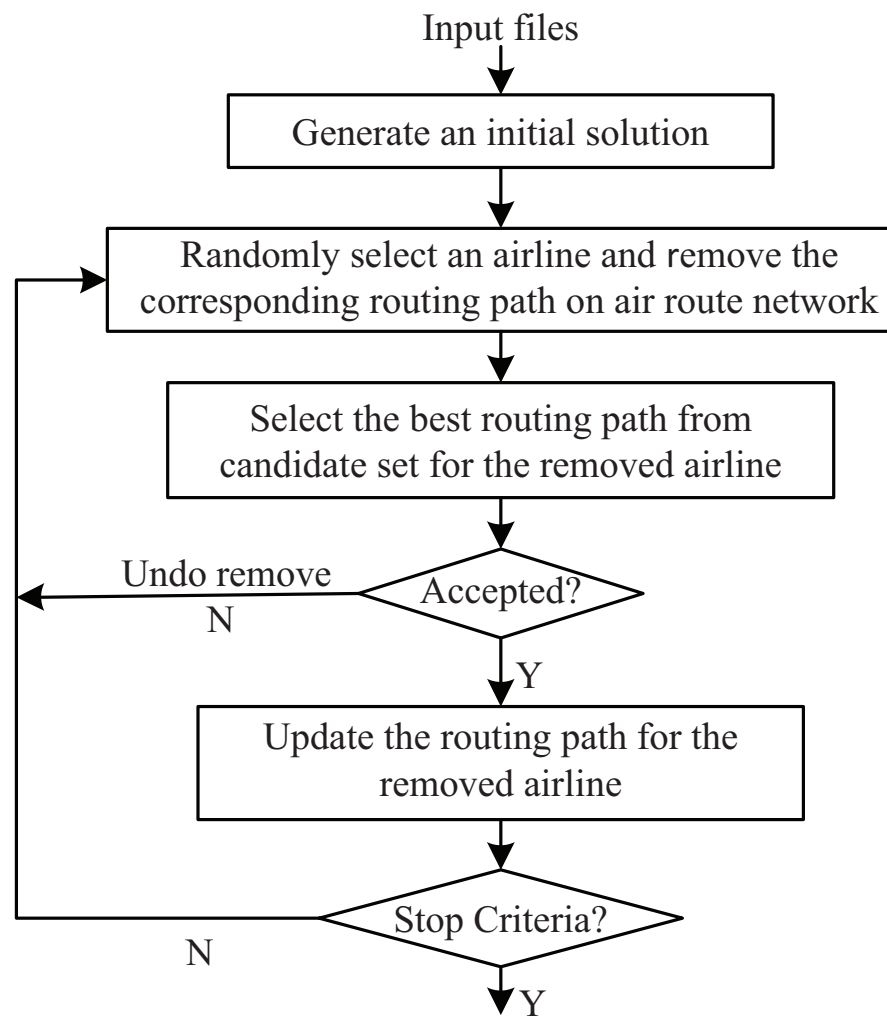 Input files
Generate an initial solution
Randomly select an airline and remove the
corresponding routing path on air route network
Select the best routing path from
candidate set for the removed airline
Undo remove
Accepted?
N
Y
Update the routing path for the
removed airline
Stop Criteria?
N
Y